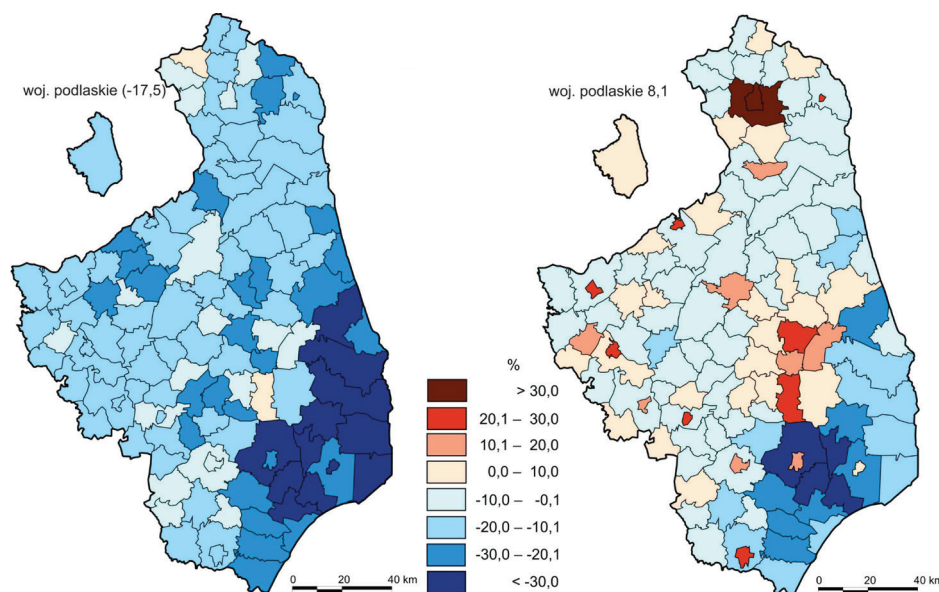 woj. podlaskie (-17,5)
woj. podlaskie 8,1
%
> 30,0
20,1 – 30,0
10,1 – 20,0
0,0 – 10,0
-10,0 – -0,1
-20,0 – -10,1
-30,0 – -20,1
< -30,0
0 20 40 km
0 20 40 km